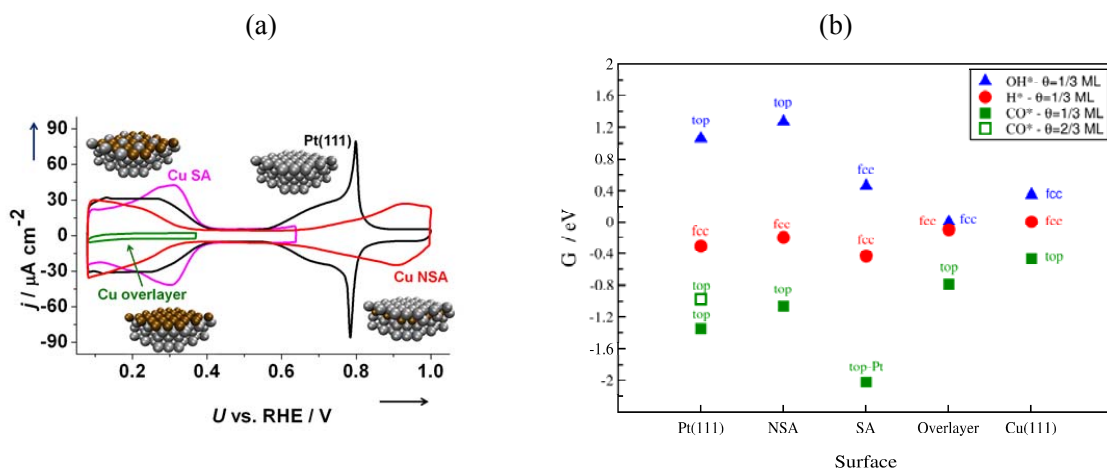 (a)
(b)
90
60
30
0
-30
-60
-90
j / μA cm⁻²
Cu SA
Pt(111)
Cu NSA
Cu overlayer
0.2
0.4
0.6
0.8
1.0
U vs. RHE / V
2
1.6
1.2
0.8
0.4
0
-0.4
-0.8
-1.2
-1.6
-2
G / eV
OH*- θ=1/3 ML
H* - θ=1/3 ML
CO* - θ=1/3 ML
CO* - θ=2/3 ML
top
top
fcc
fcc
fcc
fcc
fcc
fcc
fcc
fcc
top
top
top
top-Pt
top
top
Pt(111)
NSA
SA
Overlayer
Cu(111)
Surface